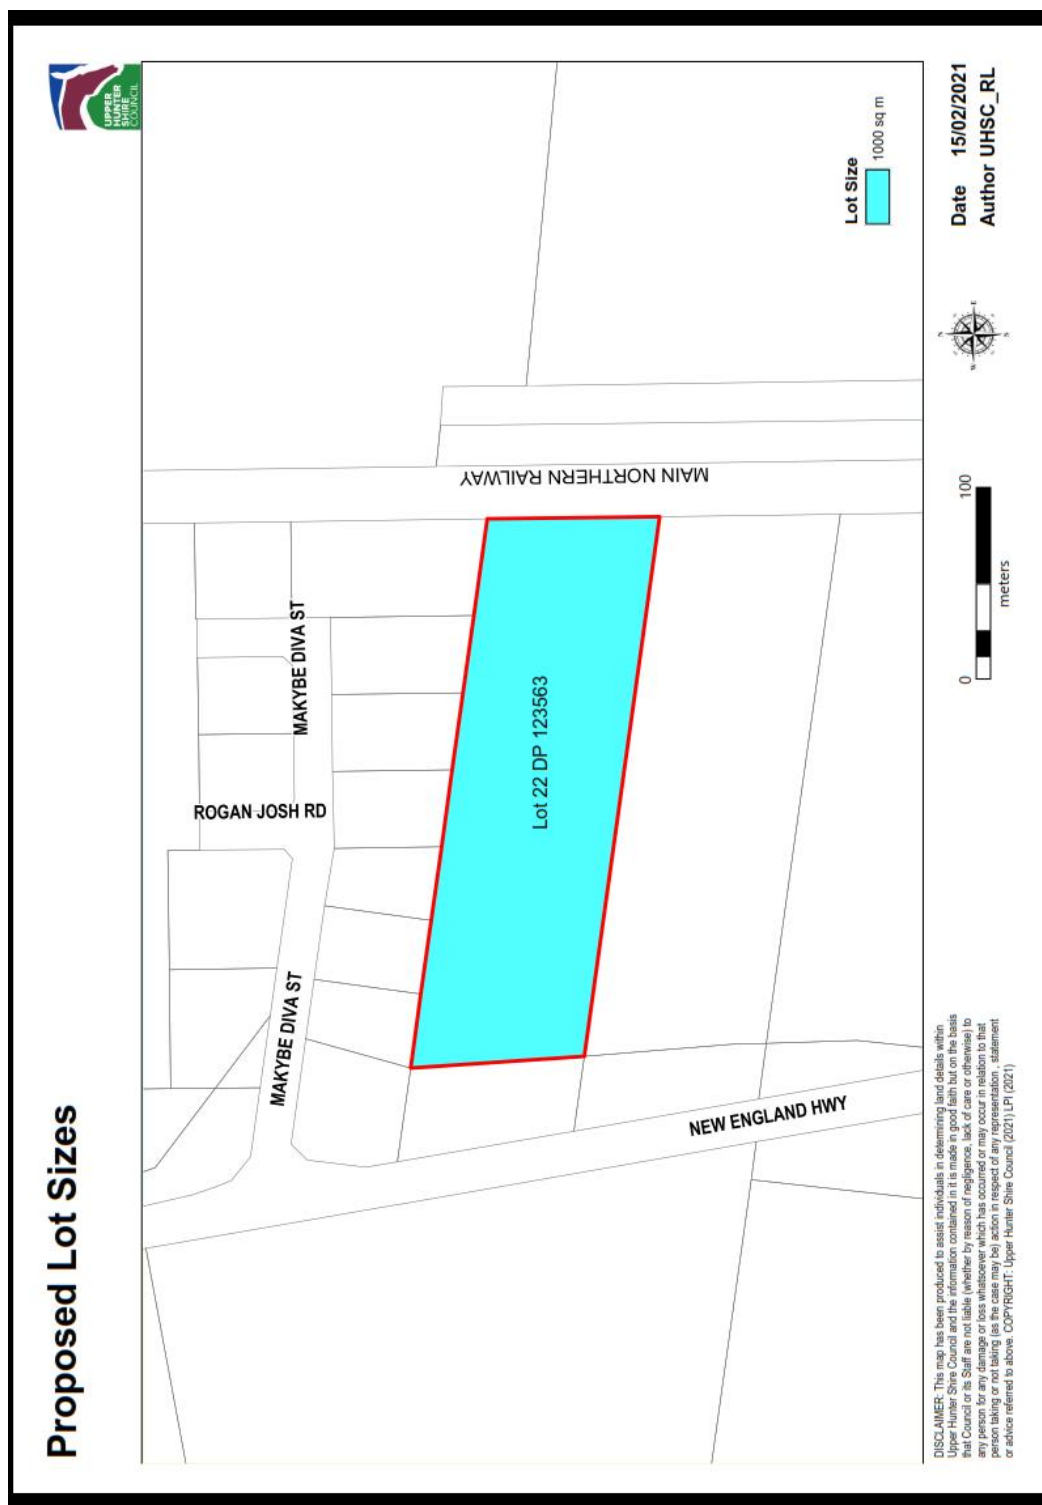 Proposed Lot Sizes
UPPER
HUNTER
SHIRE
COUNCIL
MAKYBE DIVA ST
ROGAN JOSH RD
MAKYBE DIVA ST
MAIN NORTHERN RAILWAY
Lot 22 DP 123563
NEW ENGLAND HWY
Lot Size
1000 sq m
DISCLAIMER: This map has been produced to assist individuals in determining land details within
Upper Hunter Shire Council and the information contained in it is made in good faith but on the basis
that Council or its Staff are not liable (whether by reason of negligence, lack of care or otherwise) to
any person for any damage or loss whatsoever which has occurred or may occur in relation to that
person taking or not taking (as the case may be) action in respect of any representation , statement
or advice referred to above. COPYRIGHT: Upper Hunter Shire Council (2021) LPI (2021)
0 100
meters
N
W E
S
Date 15/02/2021
Author UHSC_RL